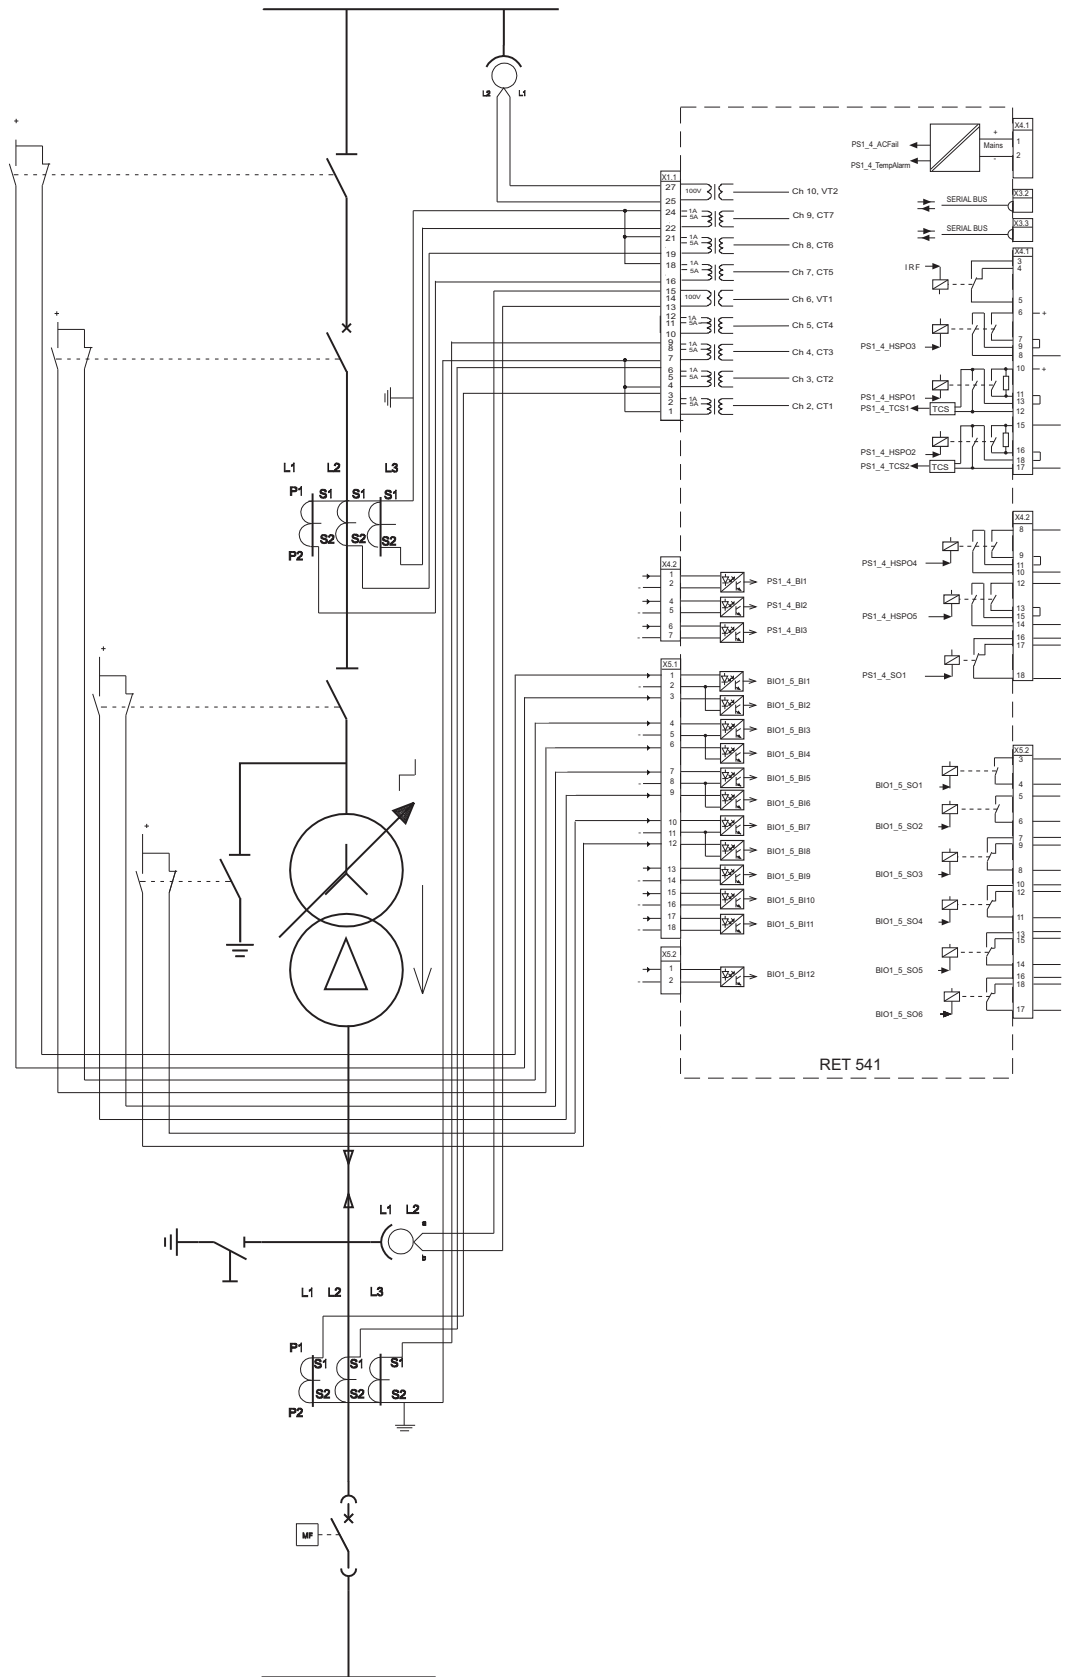 L2 L1
+
X4.1
+
PS1_4_ACFail
Mains
1
2
PS1_4_TempAlarm
-
X1.1
27
100V
Ch 10, VT2
25
X3.2
SERIAL BUS
24
1A
5A
Ch 9, CT7
22
X3.3
SERIAL BUS
21
1A
5A
Ch 8, CT6
19
X4.1
18
1A
5A
Ch 7, CT5
16
IRF
3
4
5
15
14
100V
Ch 6, VT1
13
6
+
12
11
1A
5A
Ch 5, CT4
10
PS1_4_HSPO3
7
9
8
9
8
1A
5A
Ch 4, CT3
7
10
+
6
5
1A
5A
Ch 3, CT2
4
PS1_4_HSPO1
11
13
PS1_4_TCS1
TCS
12
3
2
1A
5A
Ch 2, CT1
1
15
PS1_4_HSPO2
16
18
PS1_4_TCS2
TCS
17
+
L1 L2 L3
P1 S1 S1 S1
S2 S2 S2
P2
X4.2
8
PS1_4_HSPO4
9
11
10
12
PS1_4_HSPO5
13
15
14
16
17
PS1_4_SO1
18
X4.2
1
2
PS1_4_BI1
4
5
PS1_4_BI2
6
7
PS1_4_BI3
+
X5.1
1
BIO1_5_BI1
2
3
BIO1_5_BI2
4
BIO1_5_BI3
5
6
BIO1_5_BI4
7
BIO1_5_BI5
8
9
BIO1_5_BI6
10
BIO1_5_BI7
11
12
BIO1_5_BI8
13
14
BIO1_5_BI9
15
16
BIO1_5_BI10
17
18
BIO1_5_BI11
X5.2
1
2
BIO1_5_BI12
X5.2
3
BIO1_5_SO1
4
5
BIO1_5_SO2
6
7
9
BIO1_5_SO3
8
10
12
BIO1_5_SO4
11
13
15
BIO1_5_SO5
14
16
18
BIO1_5_SO6
17
+
RET 541
L1 L2
a
b
L1 L2 L3
P1
S1 S1 S1
S2 S2 S2
P2
MF